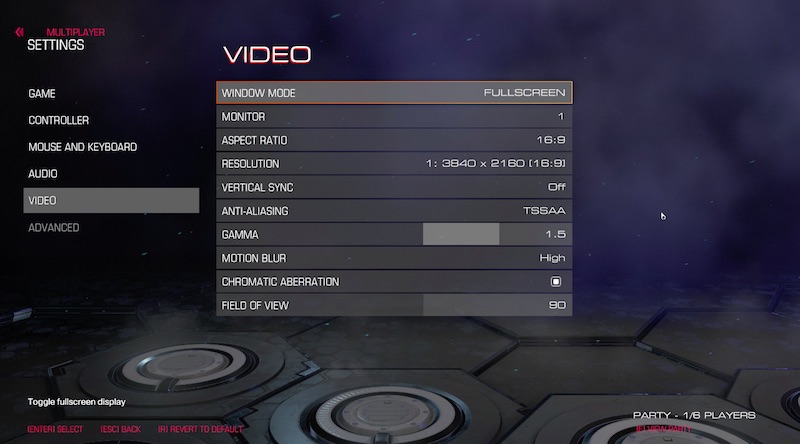 MULTIPLAYER
SETTINGS
VIDEO
GAME
CONTROLLER
MOUSE AND KEYBOARD
AUDIO
VIDEO
ADVANCED
WINDOW MODE FULLSCREEN
MONITOR 1
ASPECT RATIO 16:9
RESOLUTION 1: 3840 x 2160 [16:9]
VERTICAL SYNC Off
ANTI-ALIASING TSSAA
GAMMA 1.5
MOTION BLUR High
CHROMATIC ABERRATION
FIELD OF VIEW 90
Toggle fullscreen display
PARTY - 1/6 PLAYERS
[ENTER] SELECT [ESC] BACK [R] REVERT TO DEFAULT VIEW PARTY